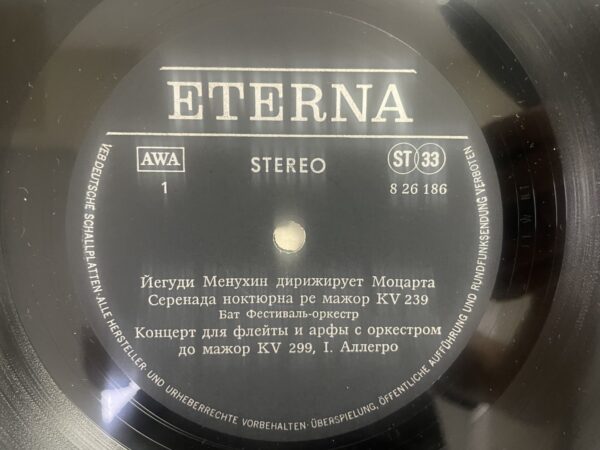 ETERNA
AWA STEREO ST 33
1 8 26 186
Йегуди Менухин дирижирует Моцарта
Серенада ноктюрна ре мажор KV 239
Бат Фестиваль-оркестр
Концерт для флейты и арфы с оркестром
до мажор KV 299, I. Аллегро
VEB DEUTSCHE SCHALLPLATTEN · ALLE HERSTELLER- UND URHEBERRECHTE VORBEHALTEN · ÜBERSPIELUNG, ÖFFENTLICHE AUFFÜHRUNG UND RUNDFUNKSENDUNG VERBOTEN